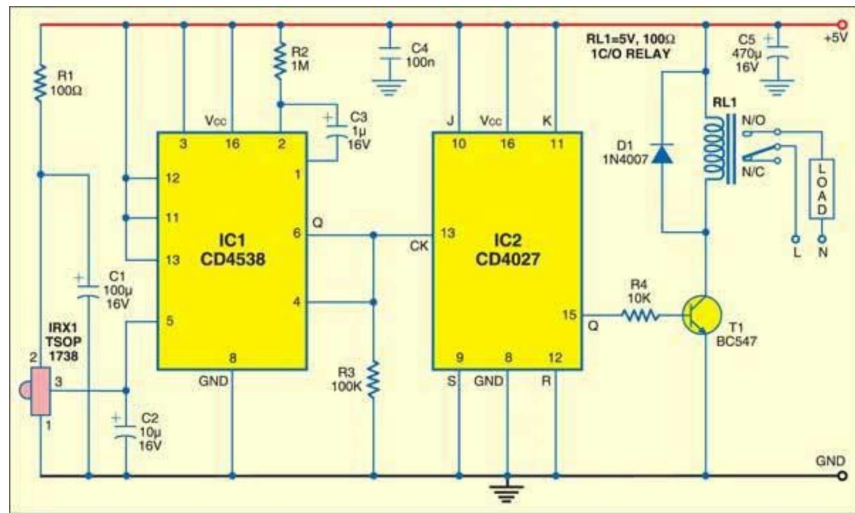 RL1=5V, 100Ω
1C/O RELAY
+5V
R1
100Ω
R2
1M
C4
100n
C5
470μ
16V
C3
1μ
16V
RL1
N/O
N/C
D1
1N4007
LOAD
L
N
Vcc
3
16
2
1
12
11
13
5
6
4
8
Q
GND
IC1
CD4538
J
Vcc
K
10
16
11
CK
13
IC2
CD4027
15
Q
9
8
12
S
GND
R
R4
10K
T1
BC547
C1
100μ
16V
IRX1
TSOP
1738
2
3
1
C2
10μ
16V
R3
100K
GND